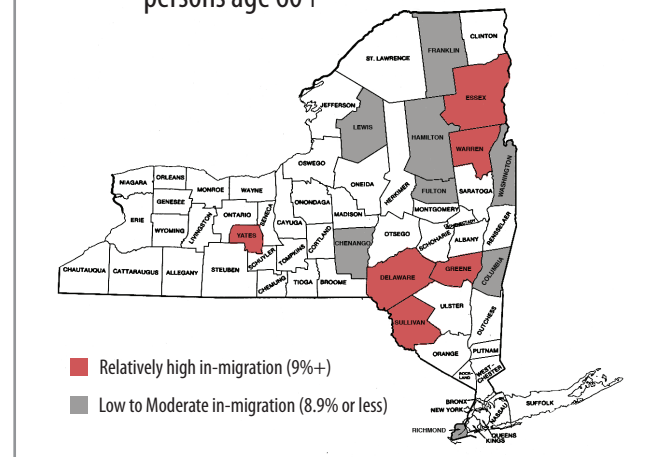 persons age 60+
CLINTON
FRANKLIN
ST. LAWRENCE
ESSEX
JEFFERSON
LEWIS
HAMILTON
WARREN
WASHINGTON
OSWEGO
ONEIDA
HERKIMER
FULTON
SARATOGA
NIAGARA
ORLEANS
MONROE
WAYNE
GENESEE
ONONDAGA
MADISON
MONTGOMERY
ERIE
WYOMING
LIVINGSTON
ONTARIO
SENECA
CAYUGA
YATES
CORTLAND
CHENANGO
OTSEGO
SCHOHARIE
SCHENECTADY
ALBANY
RENSSELAER
CHAUTAUQUA
CATTARAUGUS
ALLEGANY
STEUBEN
SCHUYLER
TOMPKINS
CHEMUNG
TIOGA
BROOME
DELAWARE
GREENE
COLUMBIA
SULLIVAN
ULSTER
DUTCHESS
ORANGE
PUTNAM
ROCK-
LAND
WEST-
CHESTER
Relatively high in-migration (9%+)
Low to Moderate in-migration (8.9% or less)
BRONX
NEW YORK
NASSAU
SUFFOLK
RICHMOND
QUEENS
KINGS